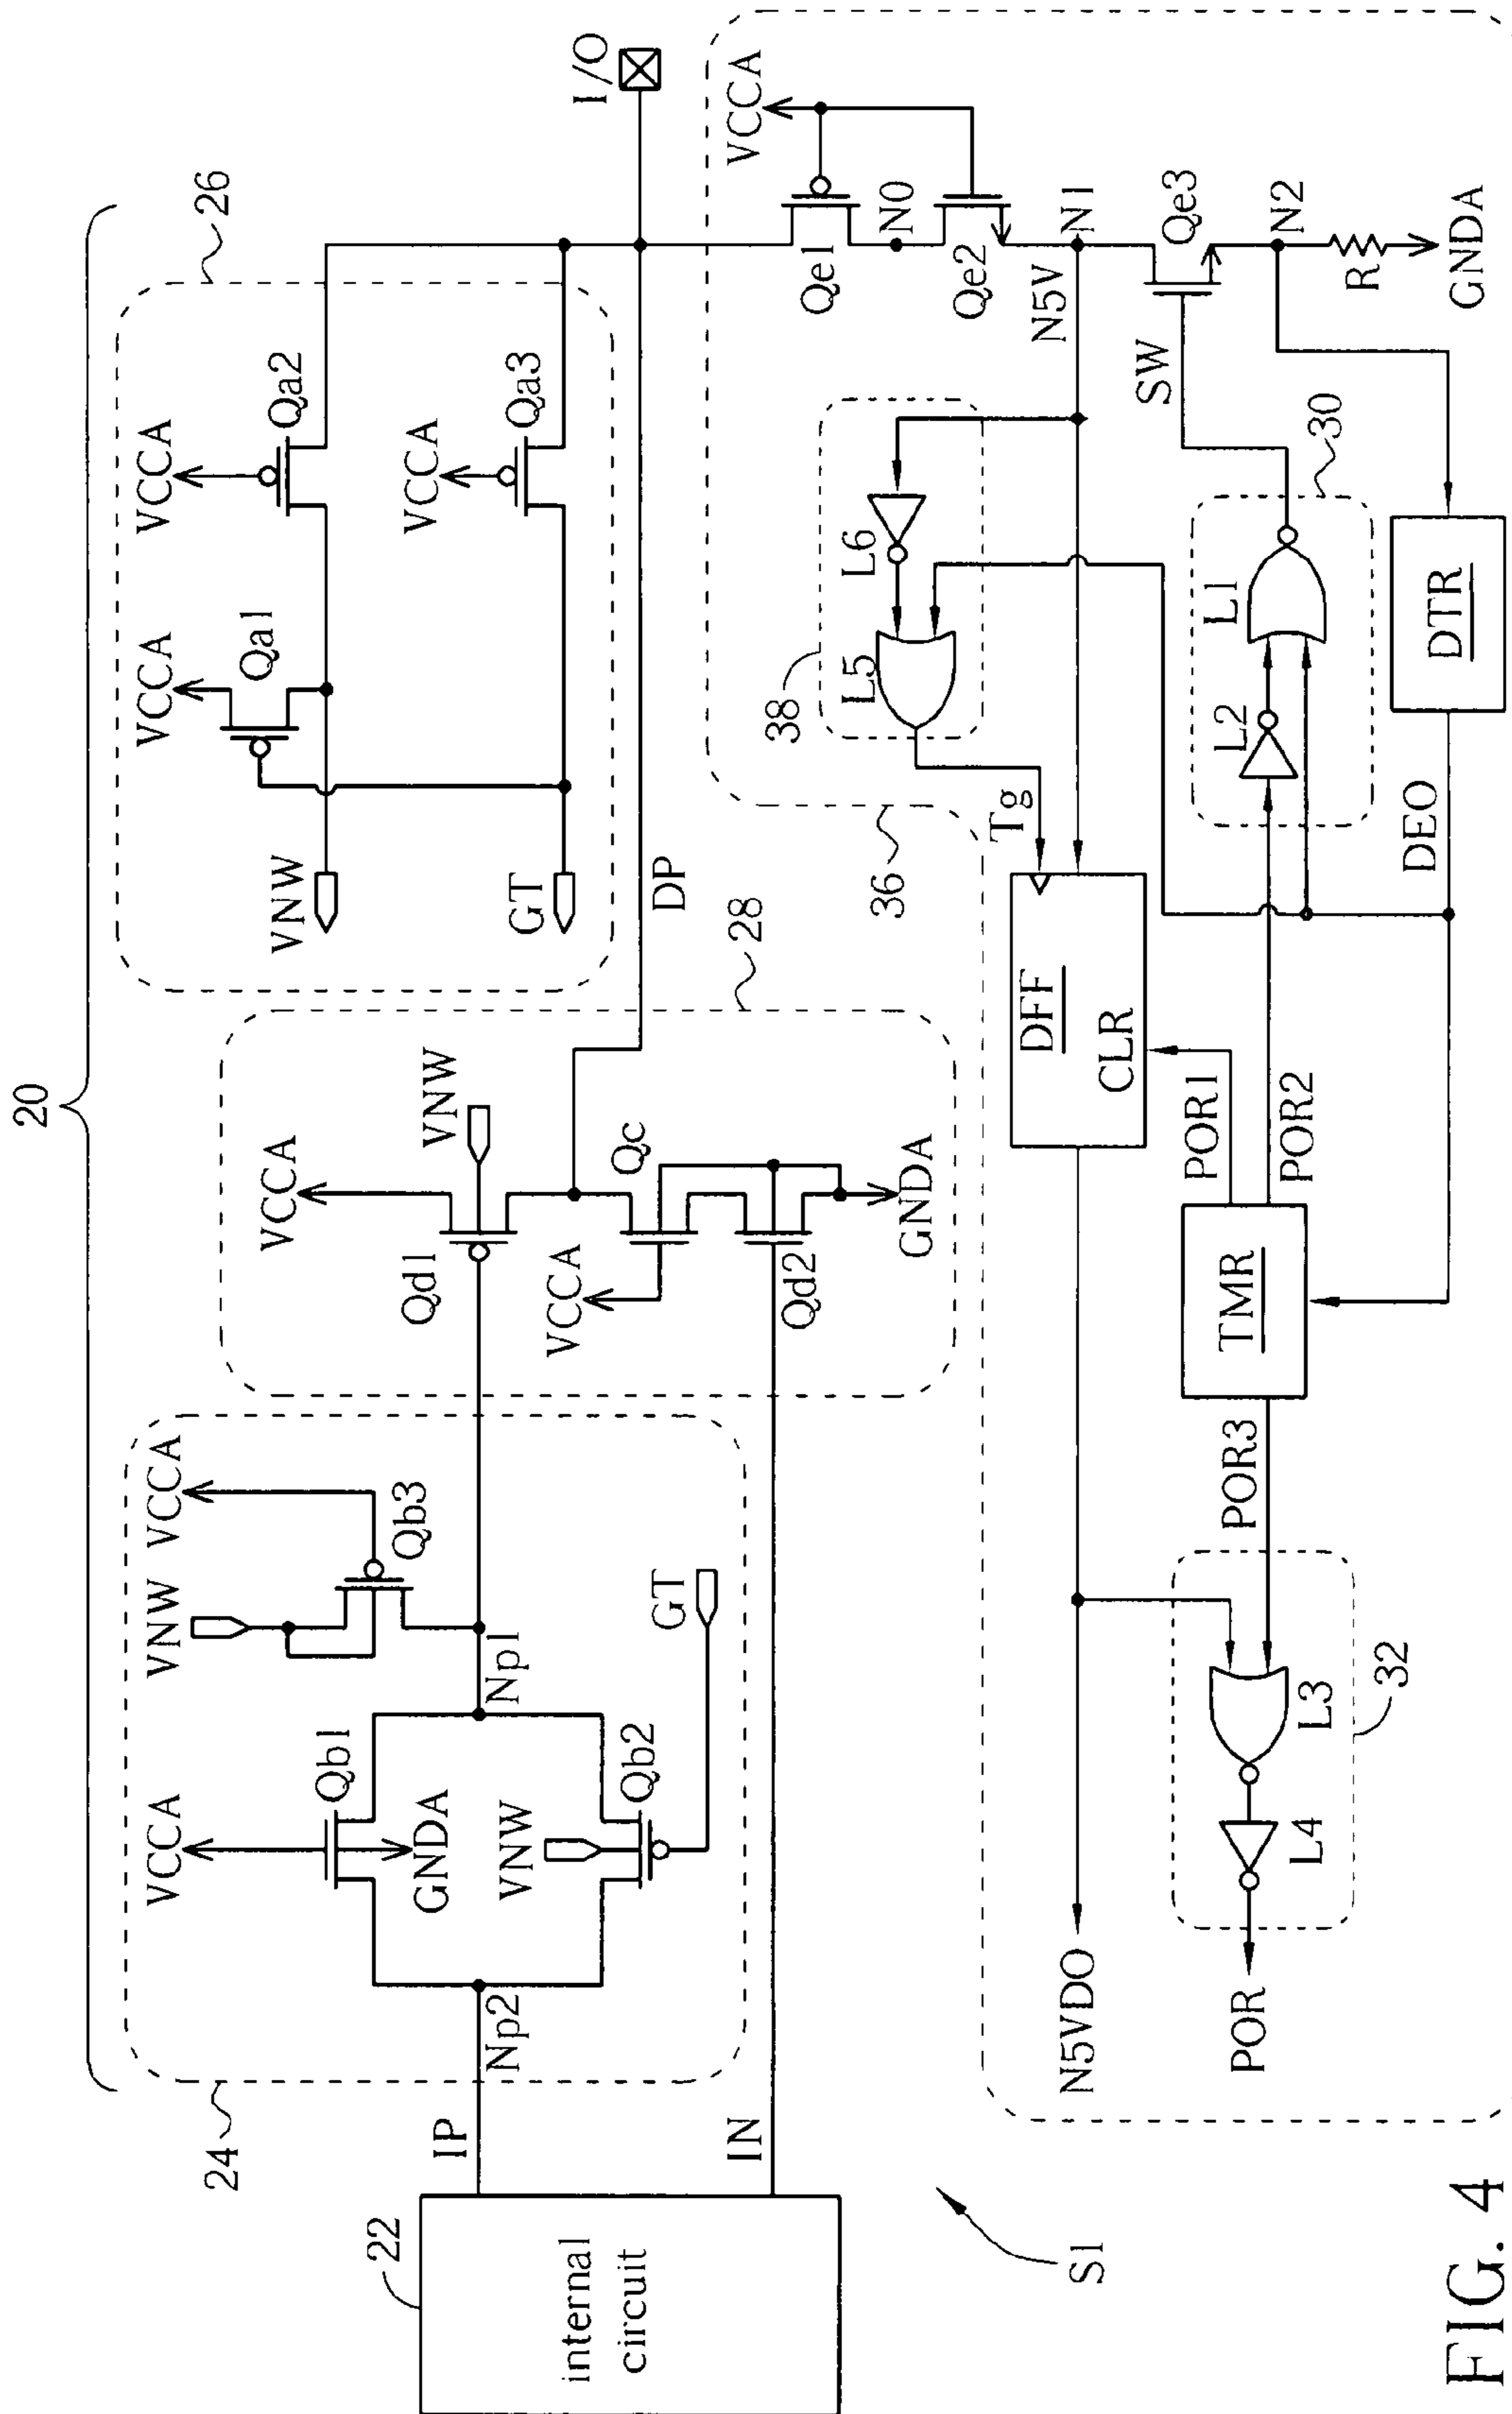 20
22
internal
circuit
IP
IN
S1
24
VCCA
Qb1
GNDA
VNW
Qb2
GT
Np2
Np1
VNW
VCCA
Qb3
28
VCCA
VNW
Qd1
Qc
VCCA
Qd2
GNDA
DP
26
VCCA
Qa1
VCCA
Qa2
VCCA
Qa3
VNW
GT
I/O
36
VCCA
Qe1
N0
Qe2
N5V
N1
SW
Qe3
N2
R
GNDA
38
L5
L6
Tg
DFF
CLR
30
L1
L2
DTR
DEO
POR1
POR2
TMR
POR3
32
L3
L4
N5VDO
POR
FIG. 4